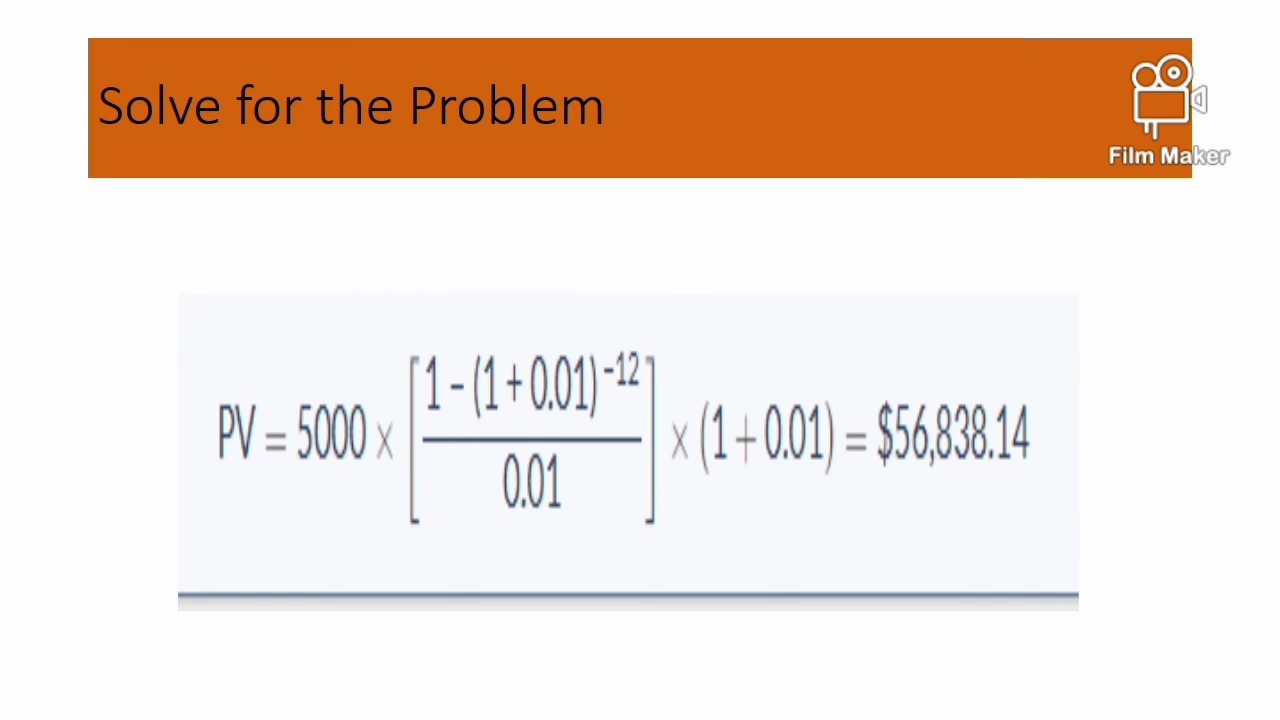 Solve for the Problem
Film Maker
PV = 5000 × [ 1 − (1 + 0.01)^−12 / 0.01 ] × (1 + 0.01) = $56,838.14